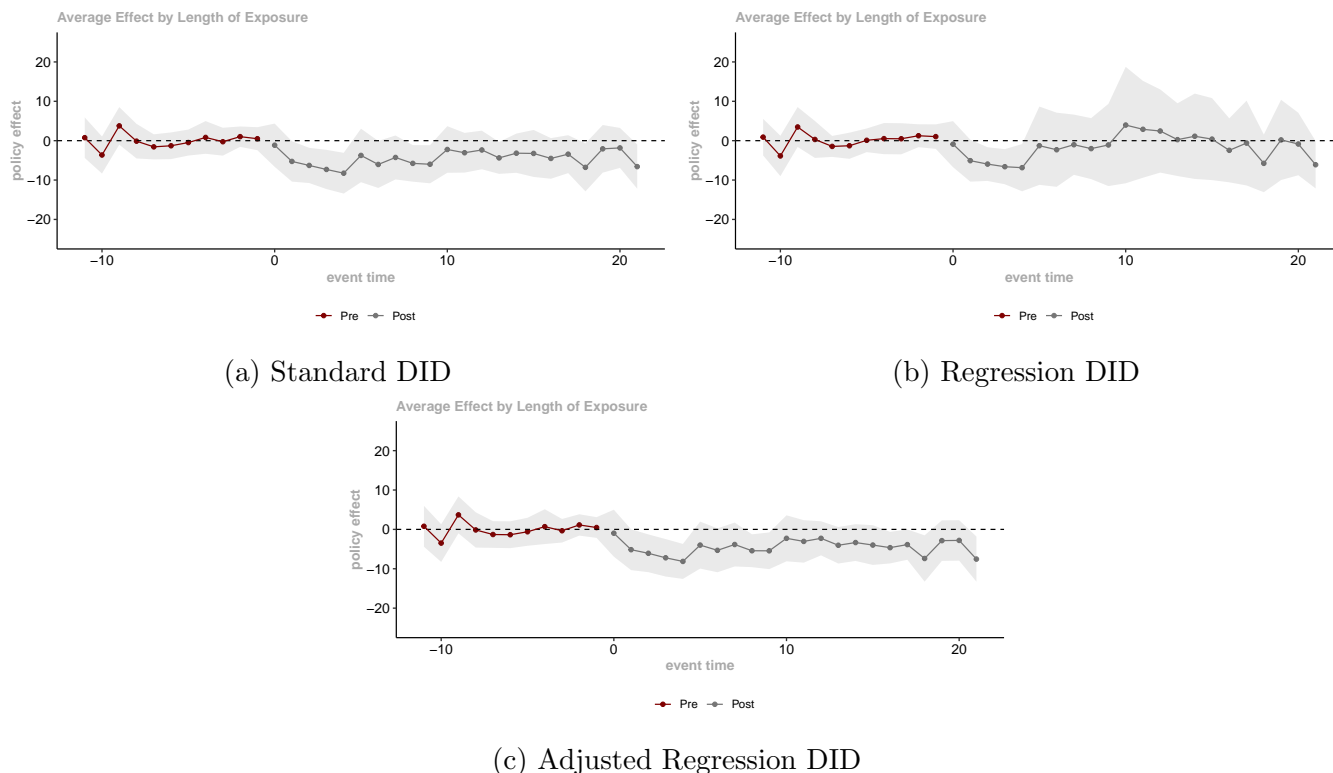 Average Effect by Length of Exposure
20
10
0
−10
−20
policy effect
−10
0
10
20
event time
Pre Post
(a) Standard DID
Average Effect by Length of Exposure
20
10
0
−10
−20
policy effect
−10
0
10
20
event time
Pre Post
(b) Regression DID
Average Effect by Length of Exposure
20
10
0
−10
−20
policy effect
−10
0
10
20
event time
Pre Post
(c) Adjusted Regression DID